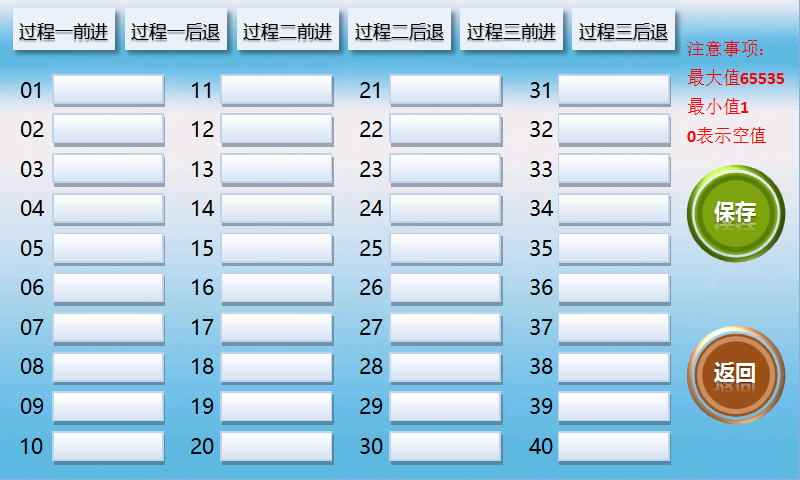 过程一前进 过程一后退 过程二前进 过程二后退 过程三前进 过程三后退
注意事项：
最大值65535
最小值1
0表示空值
01 11 21 31
02 12 22 32
03 13 23 33
04 14 24 34
05 15 25 35
06 16 26 36
07 17 27 37
08 18 28 38
09 19 29 39
10 20 30 40
保存
返回